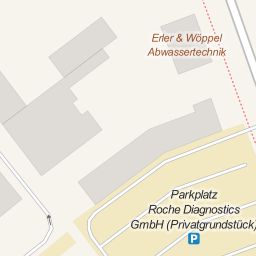 Erler & Wöppel
Abwassertechnik
Parkplatz
Roche Diagnostics
GmbH (Privatgrundstück)
P